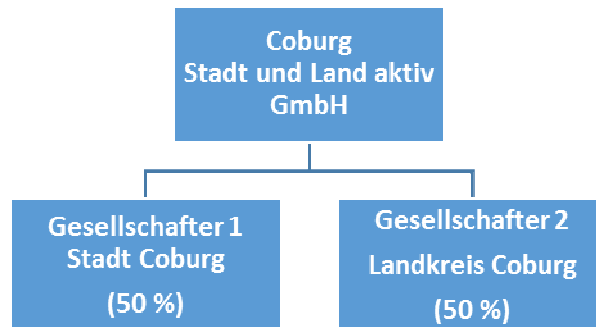 Coburg
Stadt und Land aktiv
GmbH
Gesellschafter 1
Stadt Coburg
(50 %)
Gesellschafter 2
Landkreis Coburg
(50 %)